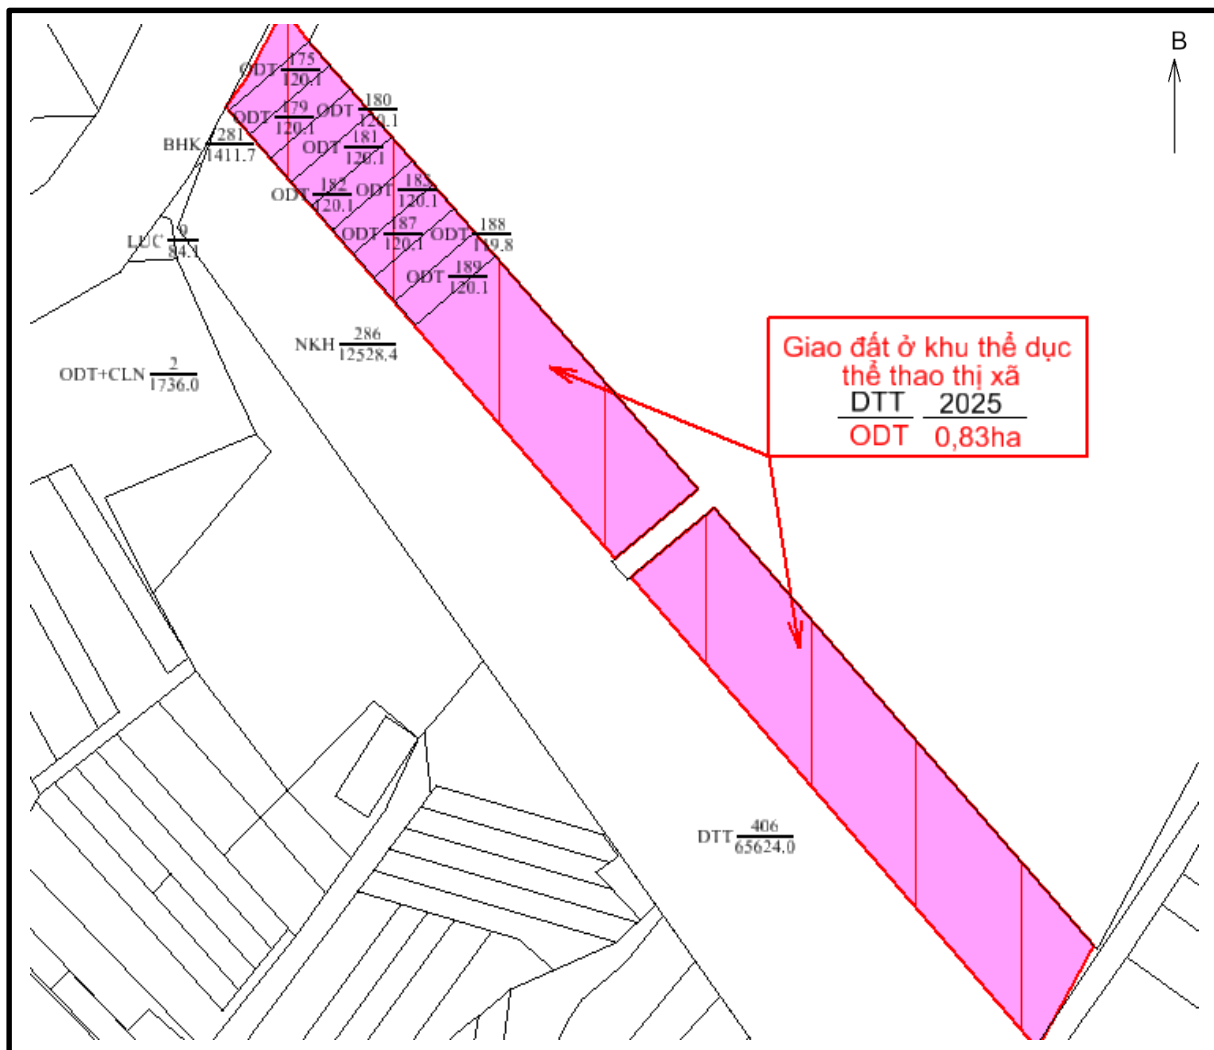 B
ODT 175
120.1
ODT 179
120.1
ODT 180
120.1
BHK 281
1411.7
ODT 181
120.1
ODT 182
120.1
ODT 183
120.1
LUC 9
84.1
ODT 187
120.1
ODT 188
119.8
ODT 189
120.1
NKH 286
12528.4
ODT+CLN 2
1736.0
Giao đất ở khu thể dục
thể thao thị xã
DTT 2025
ODT 0,83ha
DTT 406
65624.0